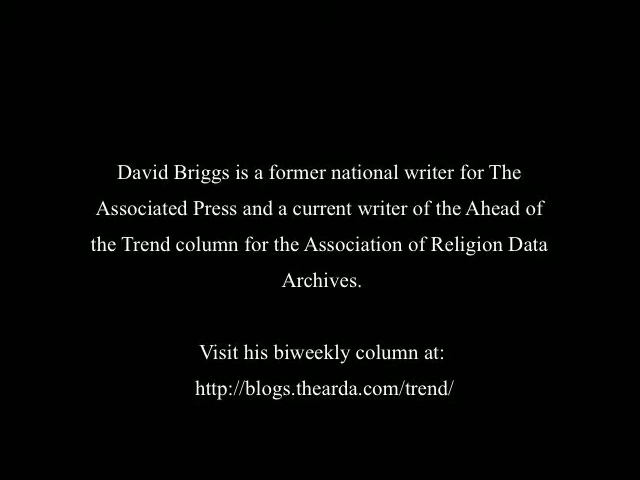 David Briggs is a former national writer for The
Associated Press and a current writer of the Ahead of
the Trend column for the Association of Religion Data
Archives.
Visit his biweekly column at:
http://blogs.thearda.com/trend/